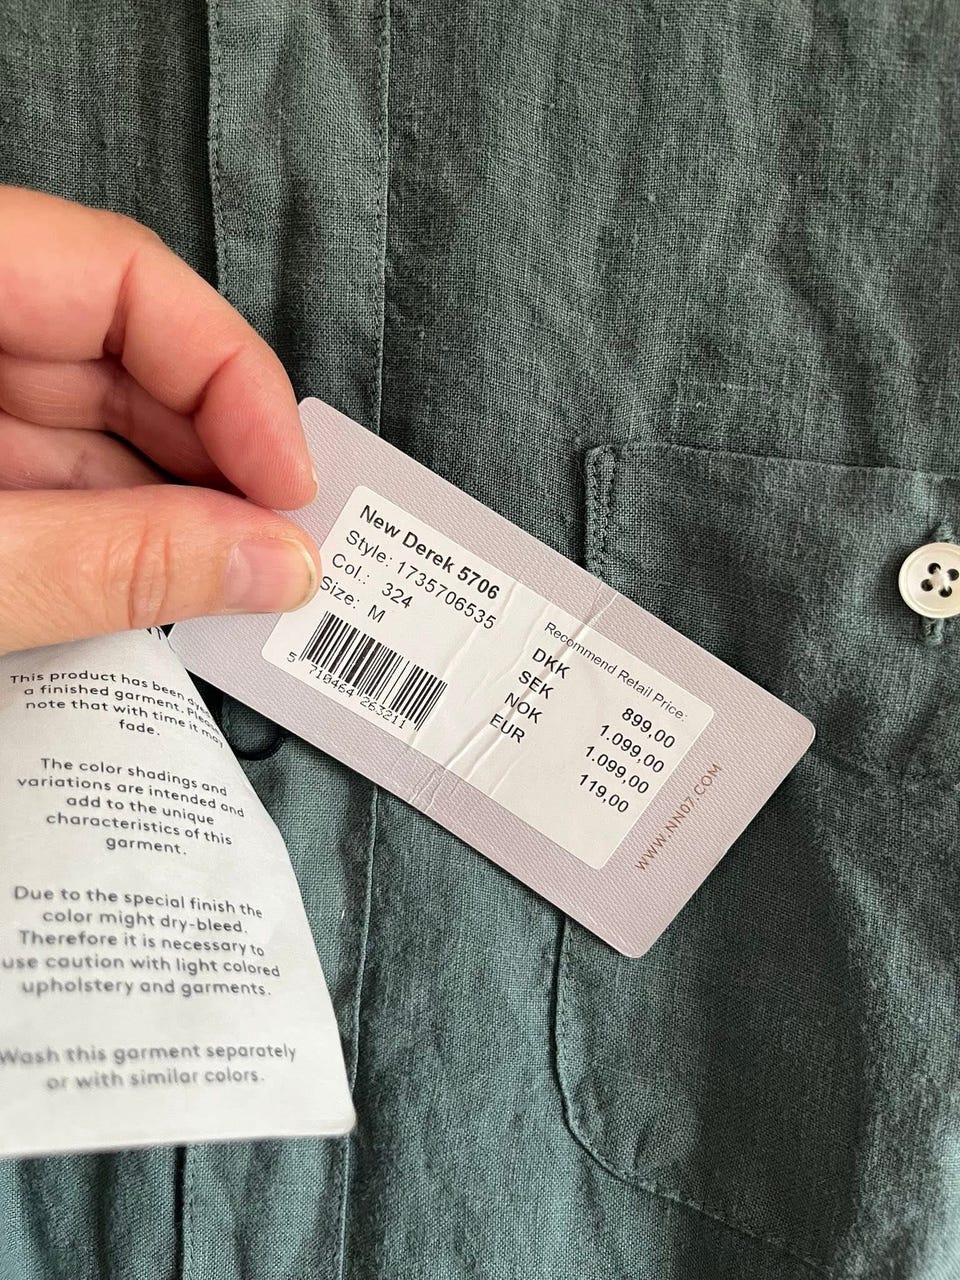 New Derek 5706
Style: 1735706535
Col.: 324
Size: M
5 710464 263211
Recommend Retail Price:
DKK 899,00
SEK 1.099,00
NOK 1.099,00
EUR 119,00
WWW.NN07.COM
This product has been dyed
a finished garment. Please
note that with time it may
fade.
The color shadings and
variations are intended and
add to the unique
characteristics of this
garment.
Due to the special finish the
color might dry-bleed.
Therefore it is necessary to
use caution with light colored
upholstery and garments.
Wash this garment separately
or with similar colors.